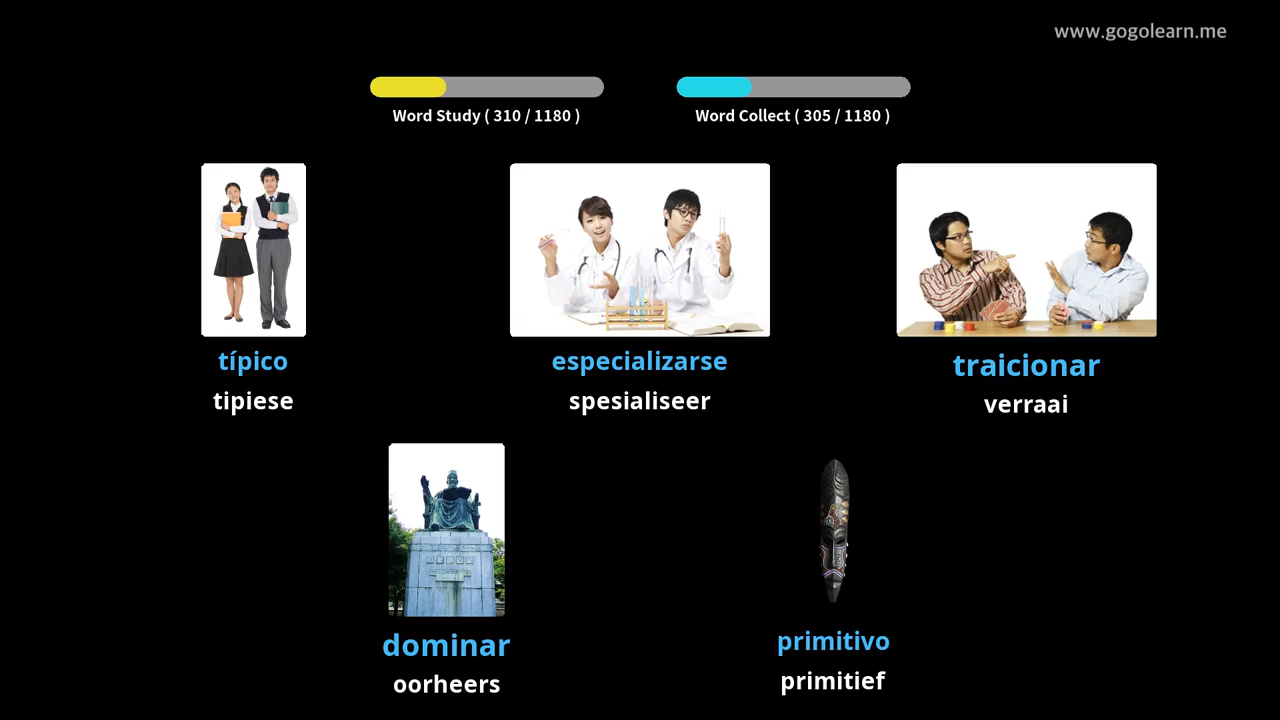 www.gogolearn.me
Word Study ( 310 / 1180 )
Word Collect ( 305 / 1180 )
típico
tipiese
especializarse
spesialiseer
traicionar
verraai
dominar
oorheers
primitivo
primitief